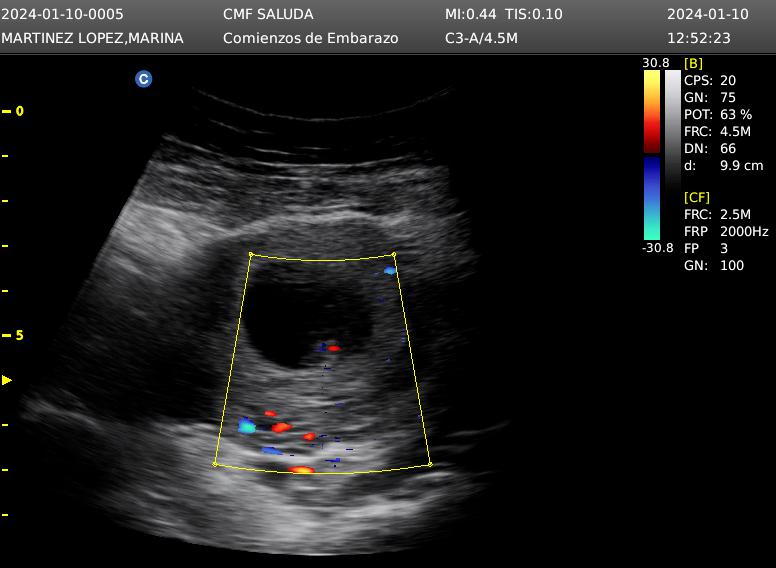 2024-01-10-0005 CMF SALUDA MI:0.44 TIS:0.10 2024-01-10
MARTINEZ LOPEZ,MARINA Comienzos de Embarazo C3-A/4.5M 12:52:23
C
0
5
30.8
-30.8
[B]
CPS: 20
GN: 75
POT: 63 %
FRC: 4.5M
DN: 66
d: 9.9 cm
[CF]
FRC: 2.5M
FRP 2000Hz
FP 3
GN: 100